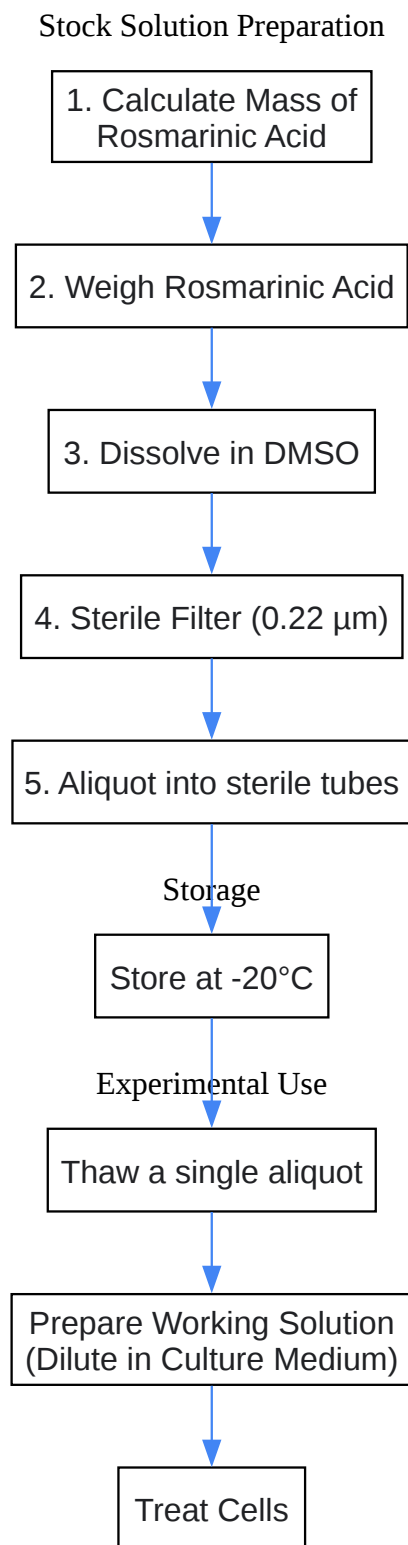 Stock Solution Preparation
1. Calculate Mass of
Rosmarinic Acid
2. Weigh Rosmarinic Acid
3. Dissolve in DMSO
4. Sterile Filter (0.22 µm)
5. Aliquot into sterile tubes
Storage
Store at -20°C
Experimental Use
Thaw a single aliquot
Prepare Working Solution
(Dilute in Culture Medium)
Treat Cells